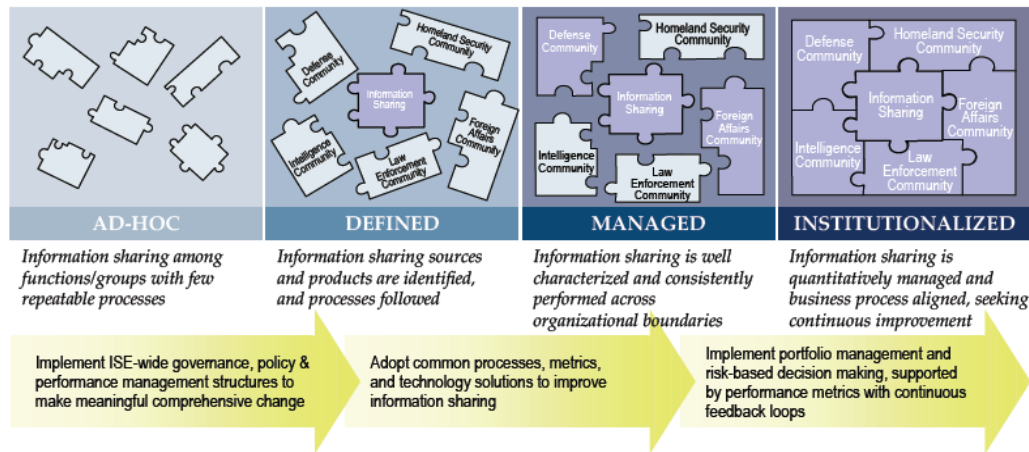 Homeland Security
Community
Defense
Community
Information
Sharing
Foreign
Affairs
Community
Intelligence
Community
Law
Enforcement
Community
Defense
Community
Homeland Security
Community
Information
Sharing
Foreign
Affairs
Community
Intelligence
Community
Law
Enforcement
Community
Defense
Community
Homeland Security
Community
Information
Sharing
Foreign
Affairs
Community
Intelligence
Community
Law
Enforcement
Community
AD-HOC
DEFINED
MANAGED
INSTITUTIONALIZED
Information sharing among
functions/groups with few
repeatable processes
Information sharing sources
and products are identified,
and processes followed
Information sharing is well
characterized and consistently
performed across
organizational boundaries
Information sharing is
quantitatively managed and
business process aligned, seeking
continuous improvement
Implement ISE-wide governance, policy &
performance management structures to
make meaningful comprehensive change
Adopt common processes, metrics,
and technology solutions to improve
information sharing
Implement portfolio management and
risk-based decision making, supported
by performance metrics with continuous
feedback loops